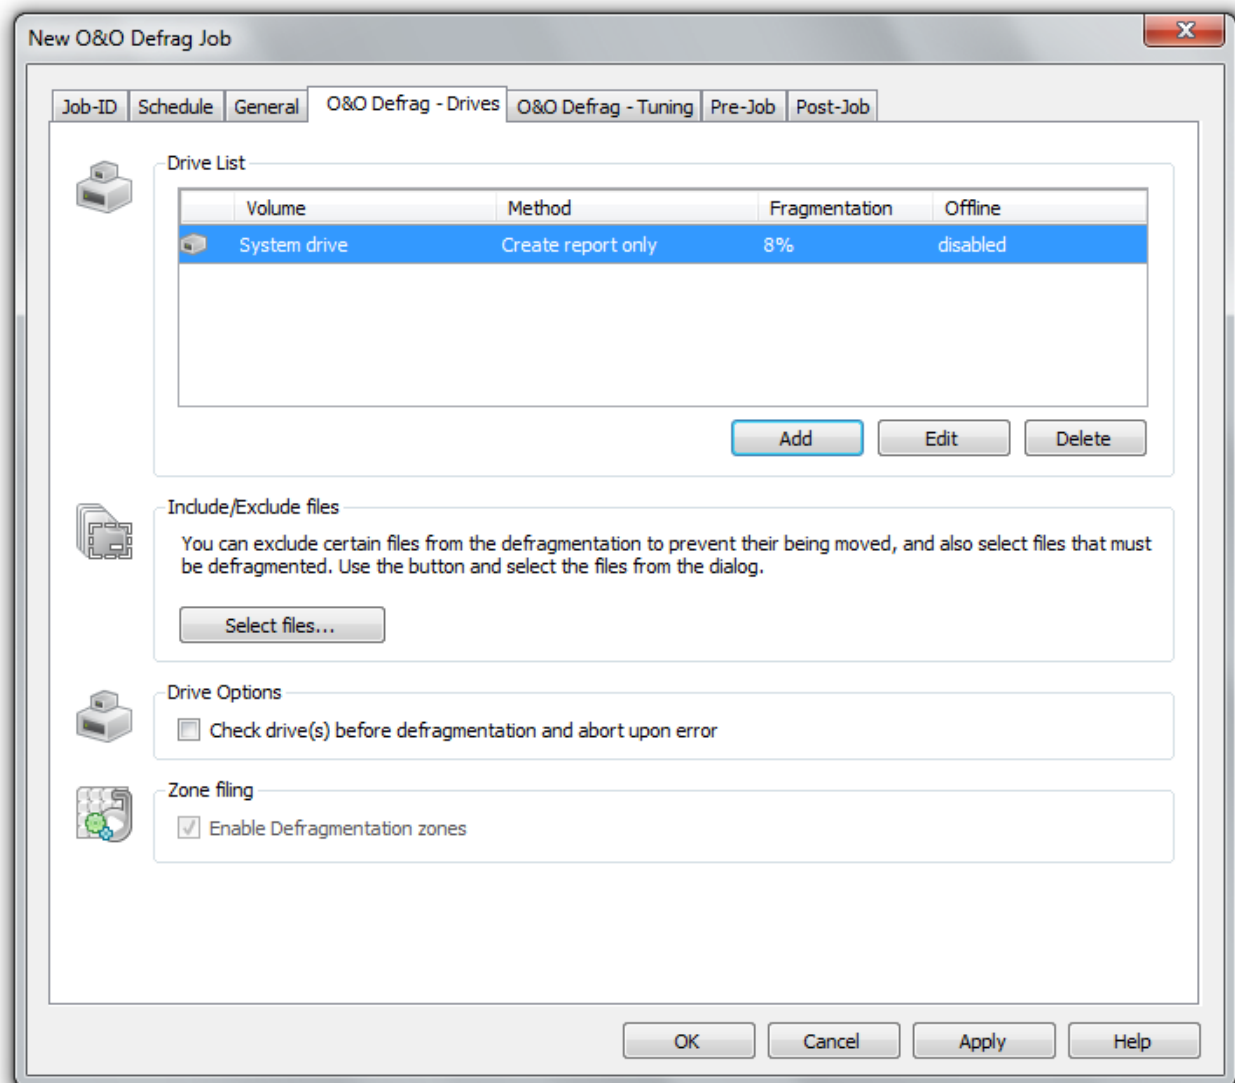 New O&O Defrag Job
Job-ID Schedule General O&O Defrag - Drives O&O Defrag - Tuning Pre-Job Post-Job
Drive List
Volume Method Fragmentation Offline
System drive Create report only 8% disabled
Add Edit Delete
Include/Exclude files
You can exclude certain files from the defragmentation to prevent their being moved, and also select files that must
be defragmented. Use the button and select the files from the dialog.
Select files...
Drive Options
Check drive(s) before defragmentation and abort upon error
Zone filing
Enable Defragmentation zones
OK Cancel Apply Help